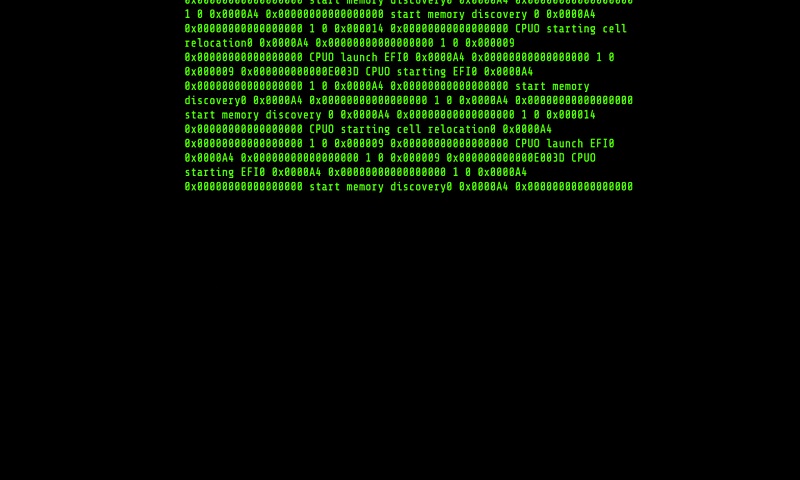 0x0000000000000000 start memory discovery0 0x0000A4 0x0000000000000000
1 0 0x0000A4 0x0000000000000000 start memory discovery 0 0x0000A4
0x0000000000000000 1 0 0x000014 0x0000000000000000 CPU0 starting cell
relocation0 0x0000A4 0x0000000000000000 1 0 0x000009
0x0000000000000000 CPU0 launch EFI0 0x0000A4 0x0000000000000000 1 0
0x000009 0x000000000000E003D CPU0 starting EFI0 0x0000A4
0x0000000000000000 1 0 0x0000A4 0x0000000000000000 start memory
discovery0 0x0000A4 0x0000000000000000 1 0 0x0000A4 0x0000000000000000
start memory discovery 0 0x0000A4 0x0000000000000000 1 0 0x000014
0x0000000000000000 CPU0 starting cell relocation0 0x0000A4
0x0000000000000000 1 0 0x000009 0x0000000000000000 CPU0 launch EFI0
0x0000A4 0x0000000000000000 1 0 0x000009 0x000000000000E003D CPU0
starting EFI0 0x0000A4 0x0000000000000000 1 0 0x0000A4
0x0000000000000000 start memory discovery0 0x0000A4 0x0000000000000000